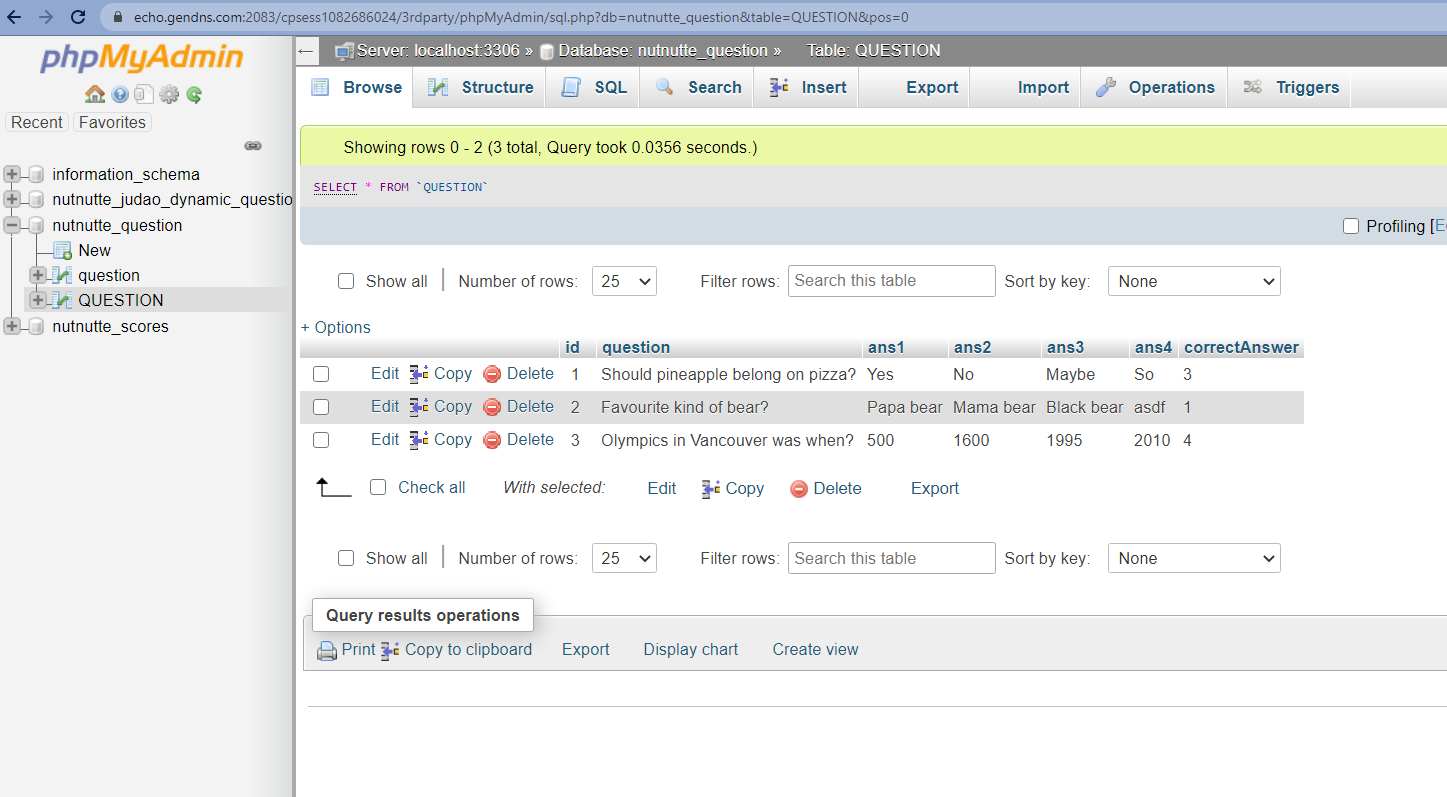 echo.gendns.com:2083/cpsess1082686024/3rdparty/phpMyAdmin/sql.php?db=nutnutte_question&table=QUESTION&pos=0
phpMyAdmin
Recent Favorites
information_schema
nutnutte_judao_dynamic_questio
nutnutte_question
New
question
QUESTION
nutnutte_scores
Server: localhost:3306 » Database: nutnutte_question » Table: QUESTION
Browse Structure SQL Search Insert Export Import Operations Triggers
Showing rows 0 - 2 (3 total, Query took 0.0356 seconds.)
SELECT * FROM `QUESTION`
Profiling [E
Show all Number of rows: 25 Filter rows: Search this table Sort by key: None
+ Options
id question ans1 ans2 ans3 ans4 correctAnswer
Edit Copy Delete 1 Should pineapple belong on pizza? Yes No Maybe So 3
Edit Copy Delete 2 Favourite kind of bear? Papa bear Mama bear Black bear asdf 1
Edit Copy Delete 3 Olympics in Vancouver was when? 500 1600 1995 2010 4
Check all With selected: Edit Copy Delete Export
Show all Number of rows: 25 Filter rows: Search this table Sort by key: None
Query results operations
Print Copy to clipboard Export Display chart Create view